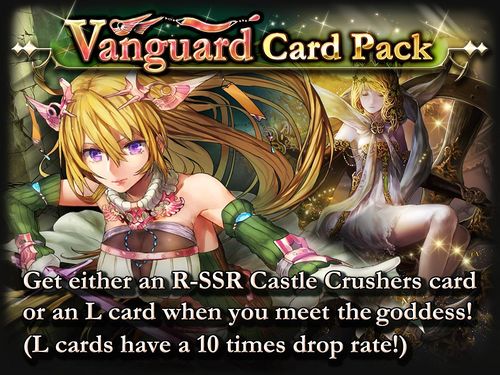 Vanguard Card Pack
Get either an R-SSR Castle Crushers card
or an L card when you meet the goddess!
(L cards have a 10 times drop rate!)